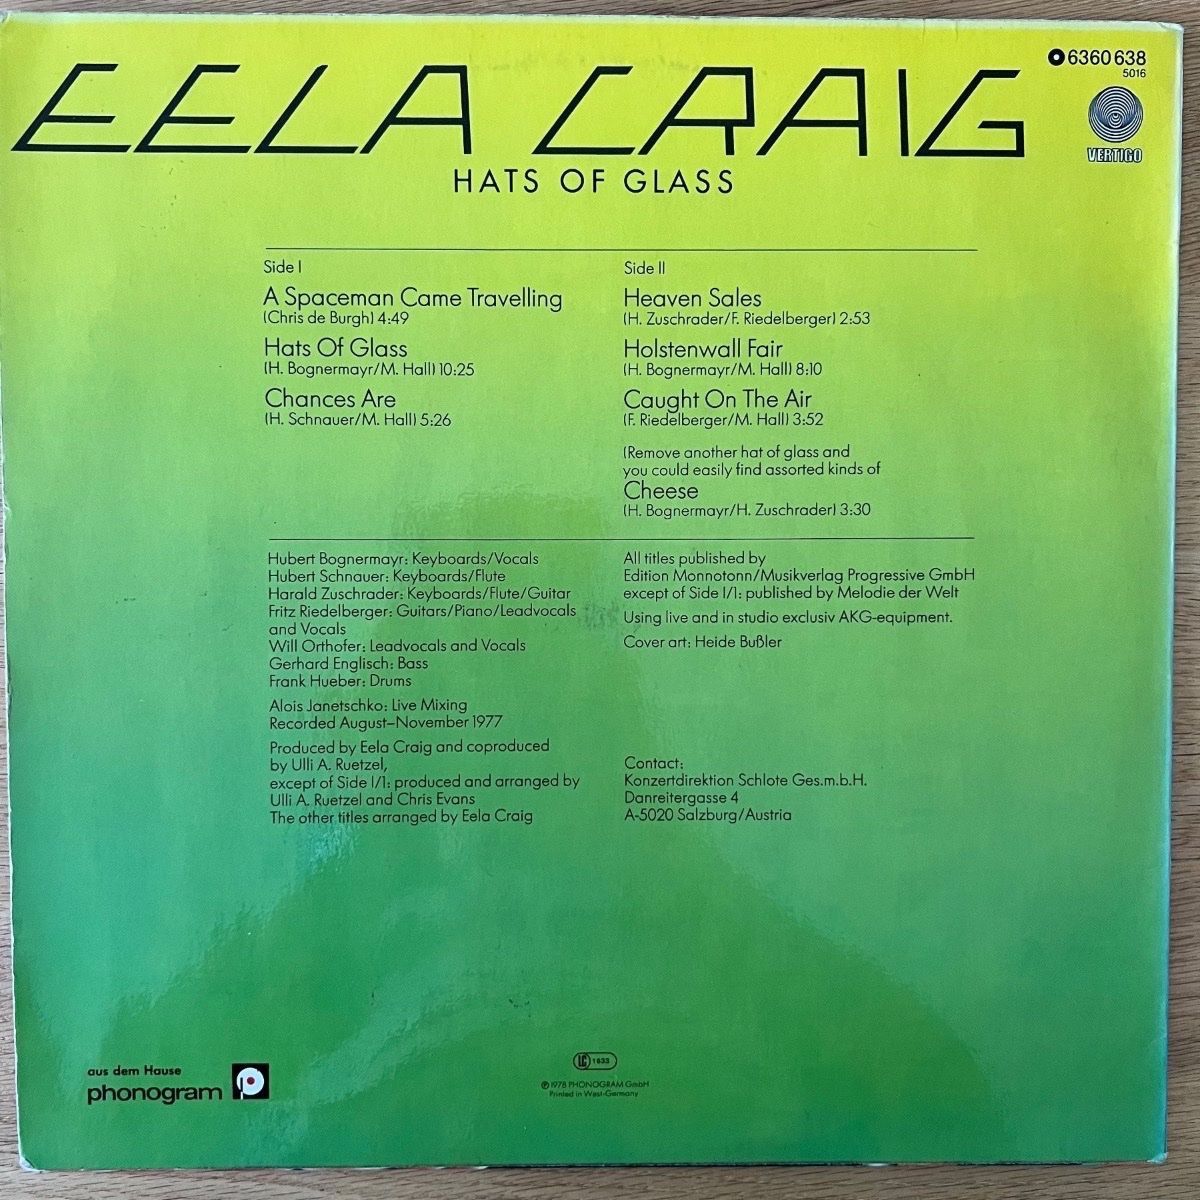 EELA CRAIG
6360 638
5016
VERTIGO
HATS OF GLASS
Side I
A Spaceman Came Travelling
(Chris de Burgh) 4:49
Hats Of Glass
(H. Bognermayr/M. Hall) 10:25
Chances Are
(H. Schnauer/M. Hall) 5:26
Side II
Heaven Sales
(H. Zuschrader/F. Riedelberger) 2:53
Holstenwall Fair
(H. Bognermayr/M. Hall) 8:10
Caught On The Air
(F. Riedelberger/M. Hall) 3:52
(Remove another hat of glass and
you could easily find assorted kinds of
Cheese
(H. Bognermayr/H. Zuschrader) 3:30
Hubert Bognermayr: Keyboards/Vocals
Hubert Schnauer: Keyboards/Flute
Harald Zuschrader: Keyboards/Flute/Guitar
Fritz Riedelberger: Guitars/Piano/Leadvocals
and Vocals
Will Orthofer: Leadvocals and Vocals
Gerhard Englisch: Bass
Frank Hueber: Drums
Alois Janetschko: Live Mixing
Recorded August–November 1977
Produced by Eela Craig and coproduced
by Ulli A. Ruetzel,
except of Side I/1: produced and arranged by
Ulli A. Ruetzel and Chris Evans
The other titles arranged by Eela Craig
All titles published by
Edition Monnotonn/Musikverlag Progressive GmbH
except of Side I/1: published by Melodie der Welt
Using live and in studio exclusiv AKG-equipment.
Cover art: Heide Bußler
Contact:
Konzertdirektion Schlote Ges.m.b.H.
Danreitergasse 4
A-5020 Salzburg/Austria
aus dem Hause
phonogram
LC 1633
℗ 1978 PHONOGRAM GmbH
Printed in West-Germany